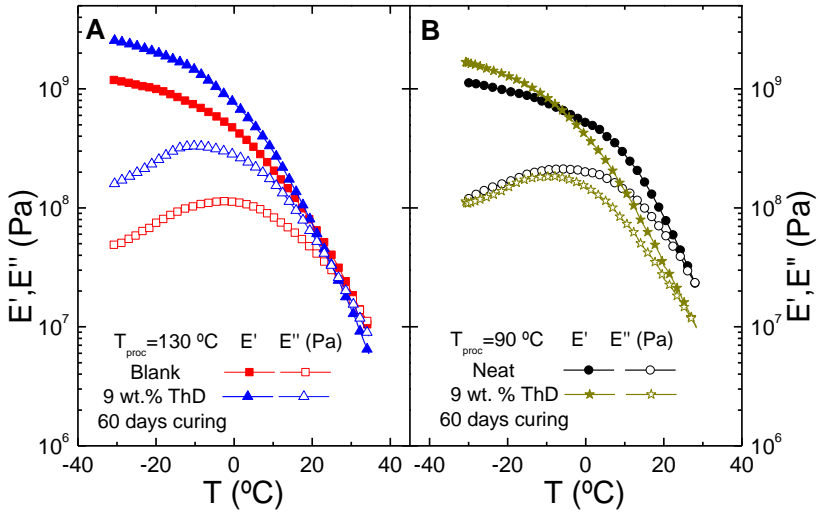 A
B
10⁹
10⁸
10⁷
10⁶
E',E'' (Pa)
T_proc=130 ºC E' E'' (Pa)
Blank
9 wt.% ThD
60 days curing
-40 -20 0 20 40
T (ºC)
T_proc=90 ºC E' E'' (Pa)
Neat
9 wt.% ThD
60 days curing
-40 -20 0 20 40
T (ºC)
10⁹
10⁸
10⁷
10⁶
E',E'' (Pa)